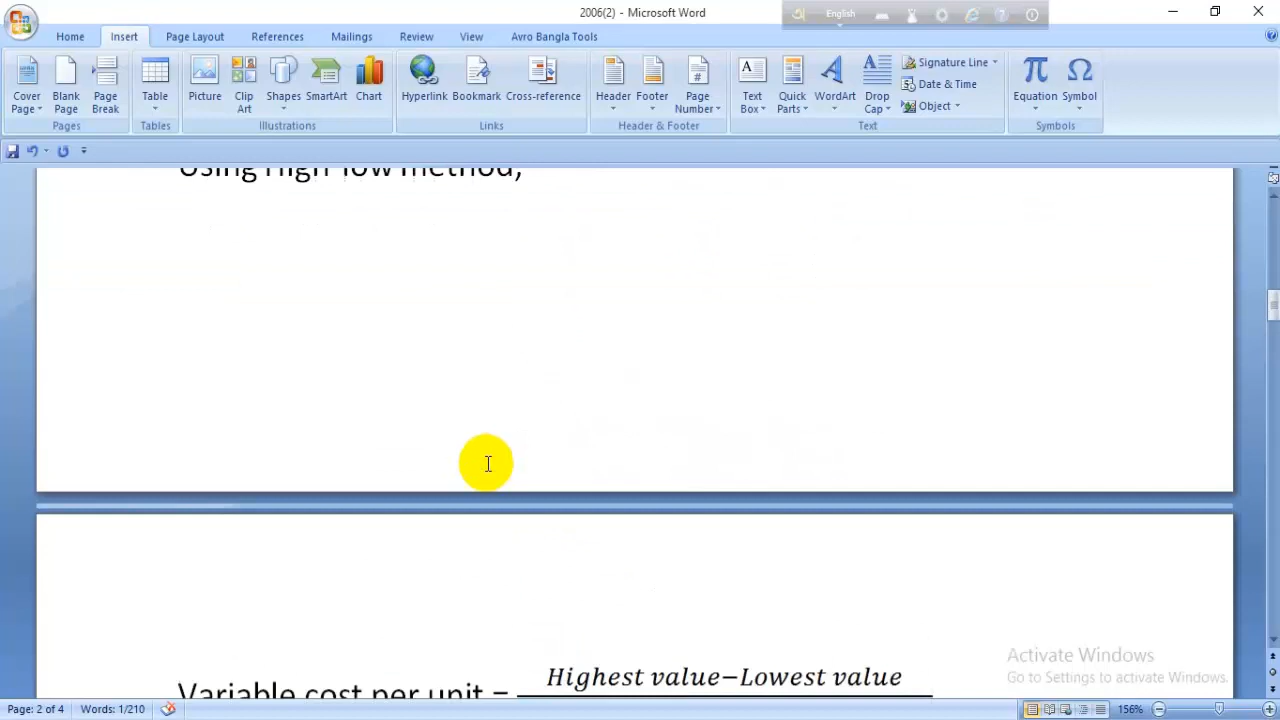 2006(2) - Microsoft Word
English
Home Insert Page Layout References Mailings Review View Avro Bangla Tools
Cover Page Blank Page Page Break Table Picture Clip Art Shapes SmartArt Chart Hyperlink Bookmark Cross-reference Header Footer Page Number Text Box Quick Parts WordArt Drop Cap Signature Line Date & Time Object Equation Symbol
Pages Tables Illustrations Links Header & Footer Text Symbols
Using High-low method,
Variable cost per unit = Highest value−Lowest value
Activate Windows
Go to Settings to activate Windows.
Page: 2 of 4 Words: 1/210 156%